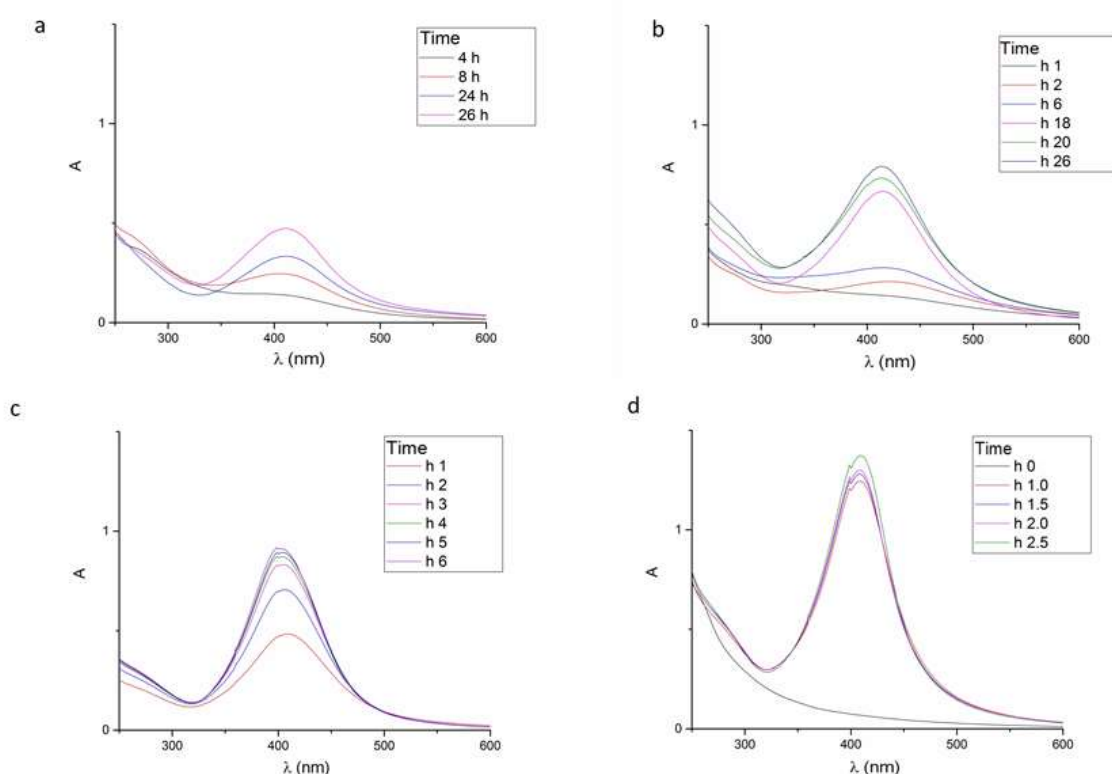 a
Time
4 h
8 h
24 h
26 h
1
A
0
300
400
500
600
λ (nm)
b
Time
h 1
h 2
h 6
h 18
h 20
h 26
1
A
0
300
400
500
600
λ (nm)
c
Time
h 1
h 2
h 3
h 4
h 5
h 6
1
A
0
300
400
500
600
λ (nm)
d
Time
h 0
h 1.0
h 1.5
h 2.0
h 2.5
1
A
0
300
400
500
600
λ (nm)